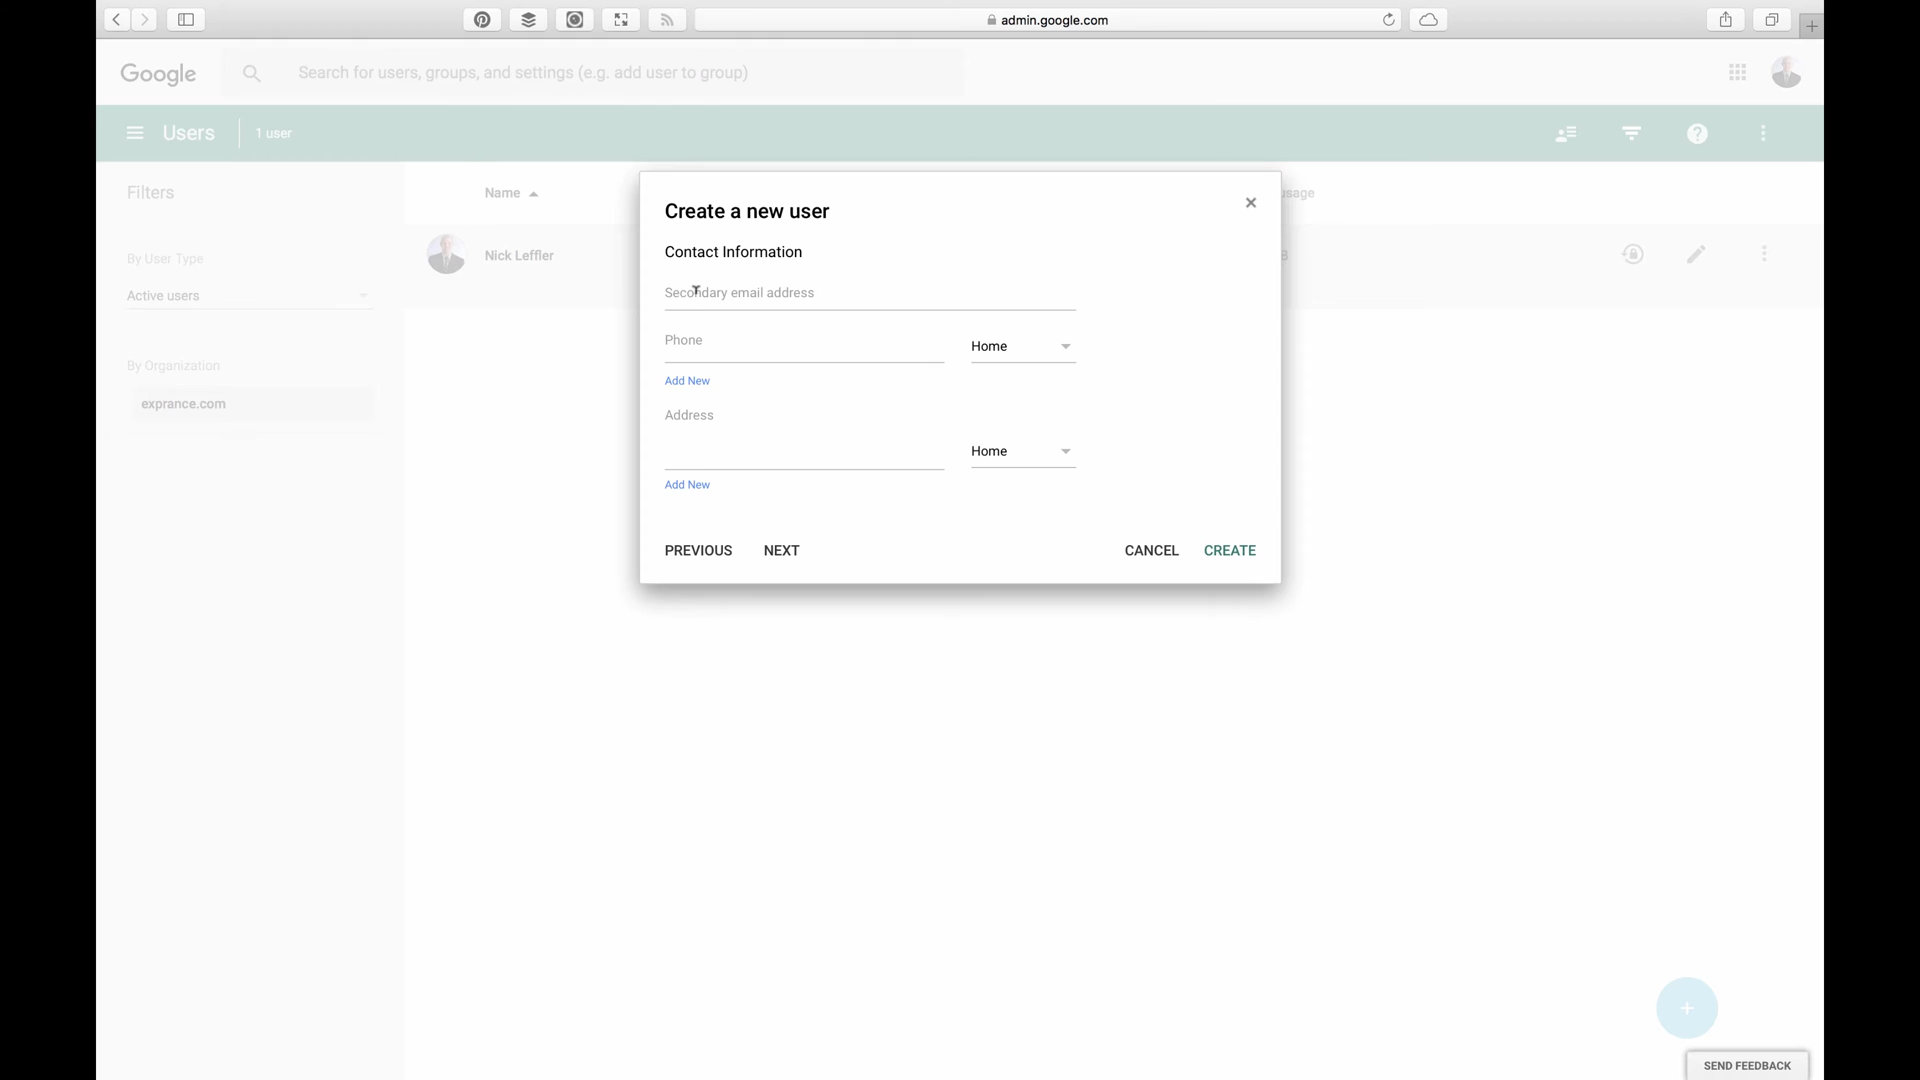 admin.google.com
Google
Search for users, groups, and settings (e.g. add user to group)
Users
1 user
Filters
Name
usage
By User Type
Nick Leffler
Active users
By Organization
exprance.com
Create a new user
Contact Information
Secondary email address
Phone
Home
Add New
Address
Home
Add New
PREVIOUS NEXT CANCEL CREATE
SEND FEEDBACK